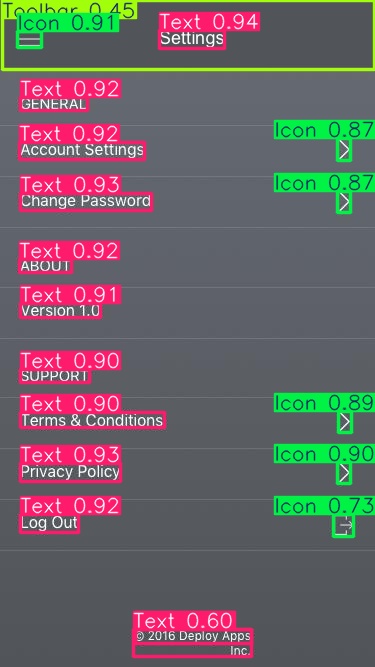 Toolbar 0.45
Icon 0.91
Text 0.94
Settings
Text 0.92
GENERAL
Text 0.92
Icon 0.87
Account Settings
Text 0.93
Icon 0.87
Change Password
Text 0.92
ABOUT
Text 0.91
Version 1.0
Text 0.90
SUPPORT
Text 0.90
Icon 0.89
Terms & Conditions
Text 0.93
Icon 0.90
Privacy Policy
Text 0.92
Icon 0.73
Log Out
Text 0.60
© 2016 Deploy Apps
Inc.